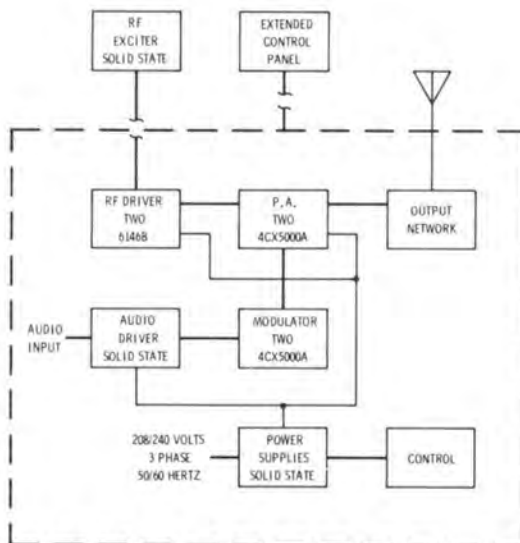 RF
EXCITER
SOLID STATE
EXTENDED
CONTROL
PANEL
RF DRIVER
TWO
6146B
P.A.
TWO
4CX5000A
OUTPUT
NETWORK
AUDIO
INPUT
AUDIO
DRIVER
SOLID STATE
MODULATOR
TWO
4CX5000A
208/240 VOLTS
3 PHASE
50/60 HERTZ
POWER
SUPPLIES
SOLID STATE
CONTROL